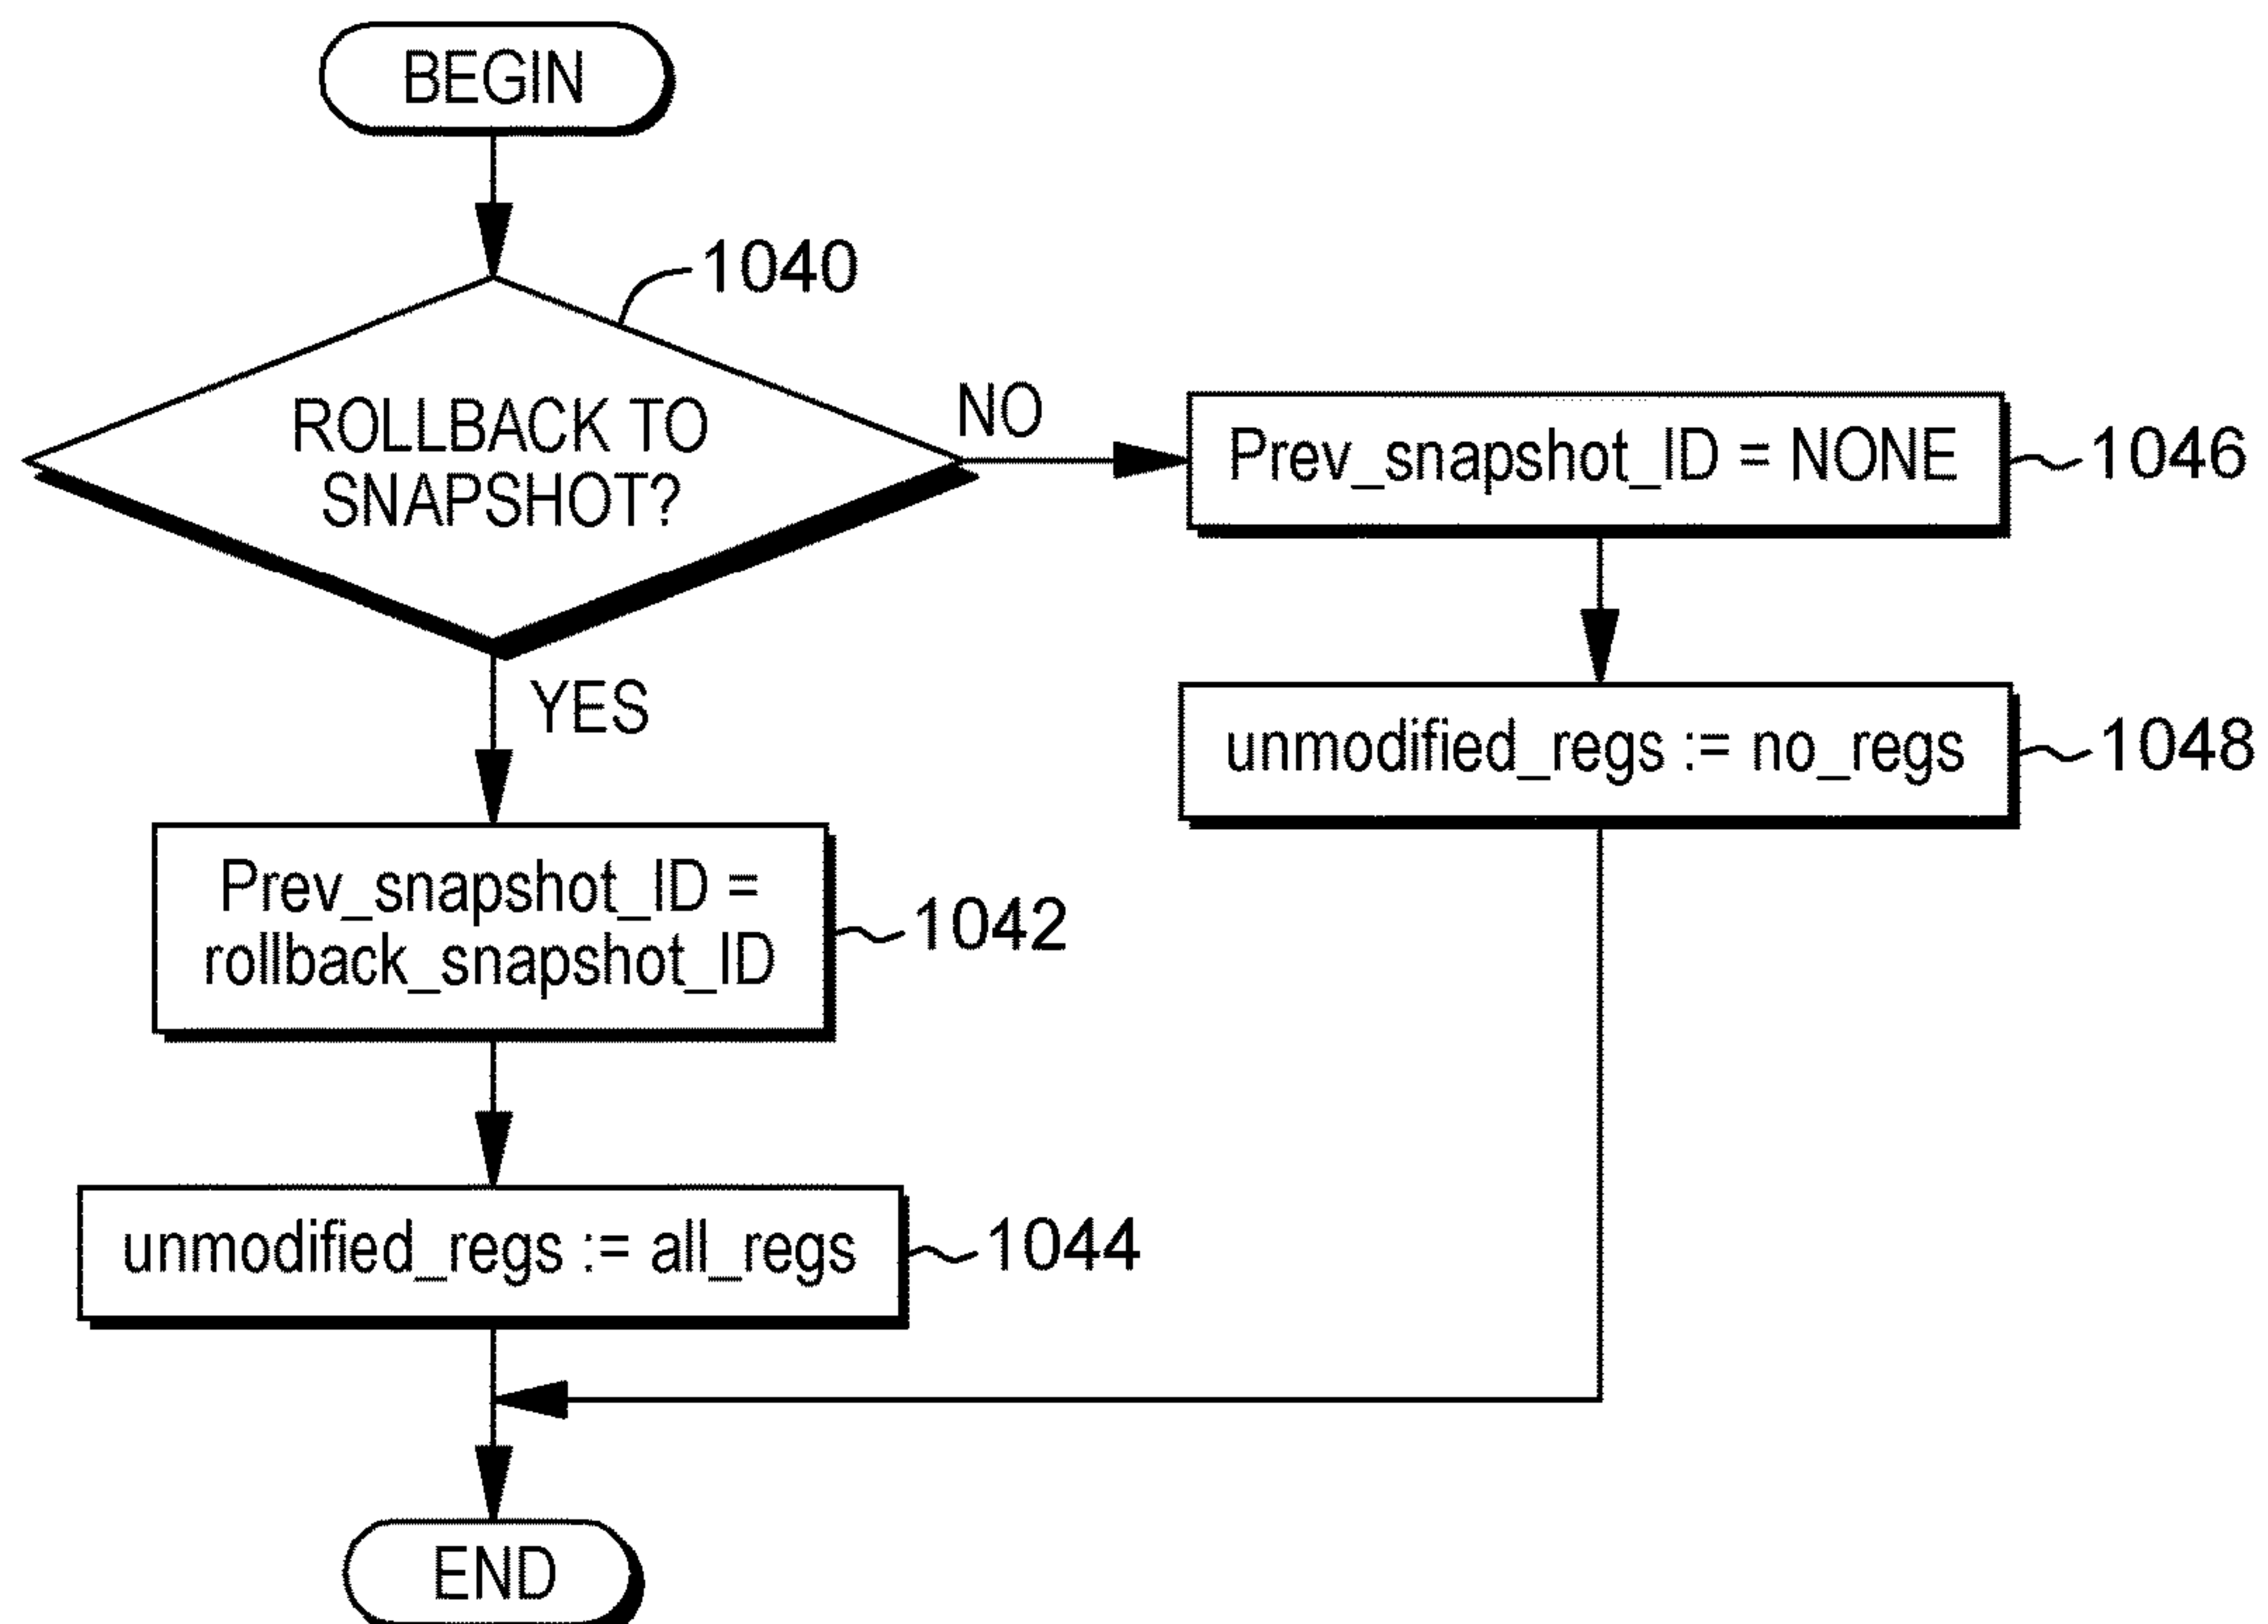 BEGIN
1040
ROLLBACK TO
SNAPSHOT?
NO
Prev_snapshot_ID = NONE
1046
YES
unmodified_regs := no_regs
1048
Prev_snapshot_ID =
rollback_snapshot_ID
1042
unmodified_regs := all_regs
1044
END